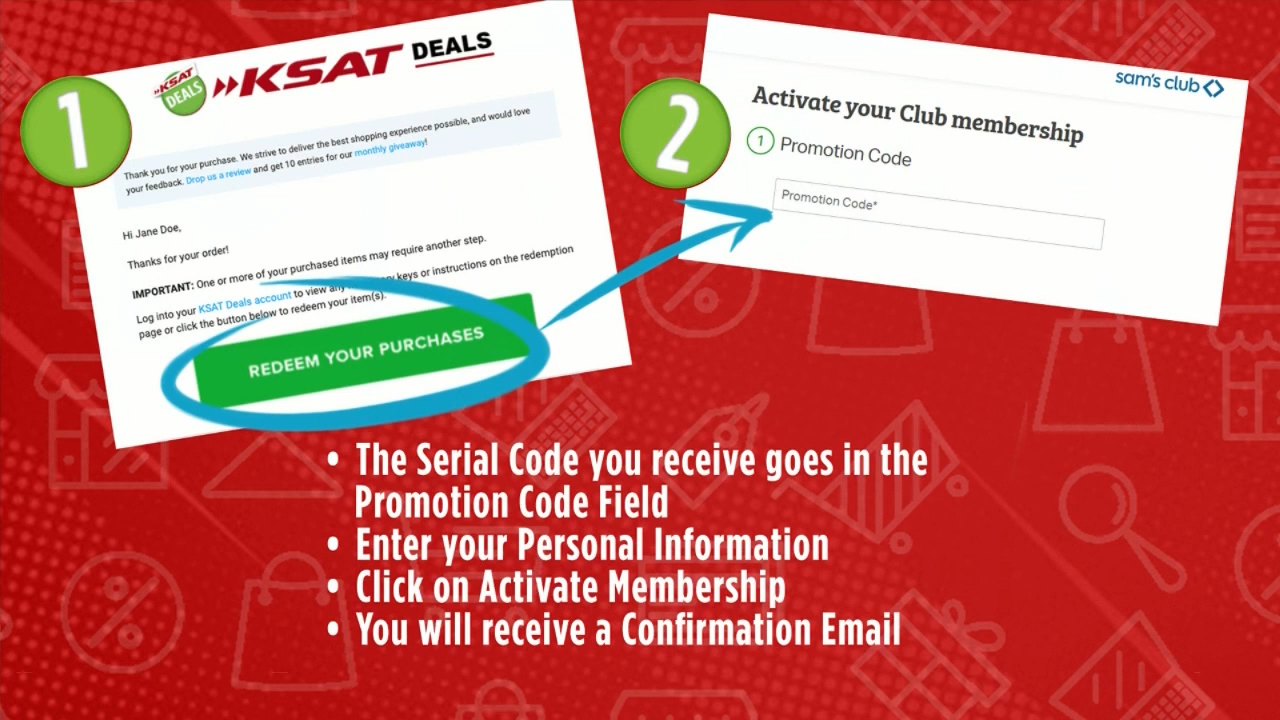 1
KSAT
DEALS
KSAT DEALS
Thank you for your purchase. We strive to deliver the best shopping experience possible, and would love
your feedback. Drop us a review and get 10 entries for our monthly giveaway!
Hi Jane Doe,
Thanks for your order!
IMPORTANT: One or more of your purchased items may require another step.
Log into your KSAT Deals account to view any keys or instructions on the redemption
page or click the button below to redeem your item(s).
REDEEM YOUR PURCHASES
2
sam's club
Activate your Club membership
1 Promotion Code
Promotion Code*
• The Serial Code you receive goes in the
Promotion Code Field
• Enter your Personal Information
• Click on Activate Membership
• You will receive a Confirmation Email